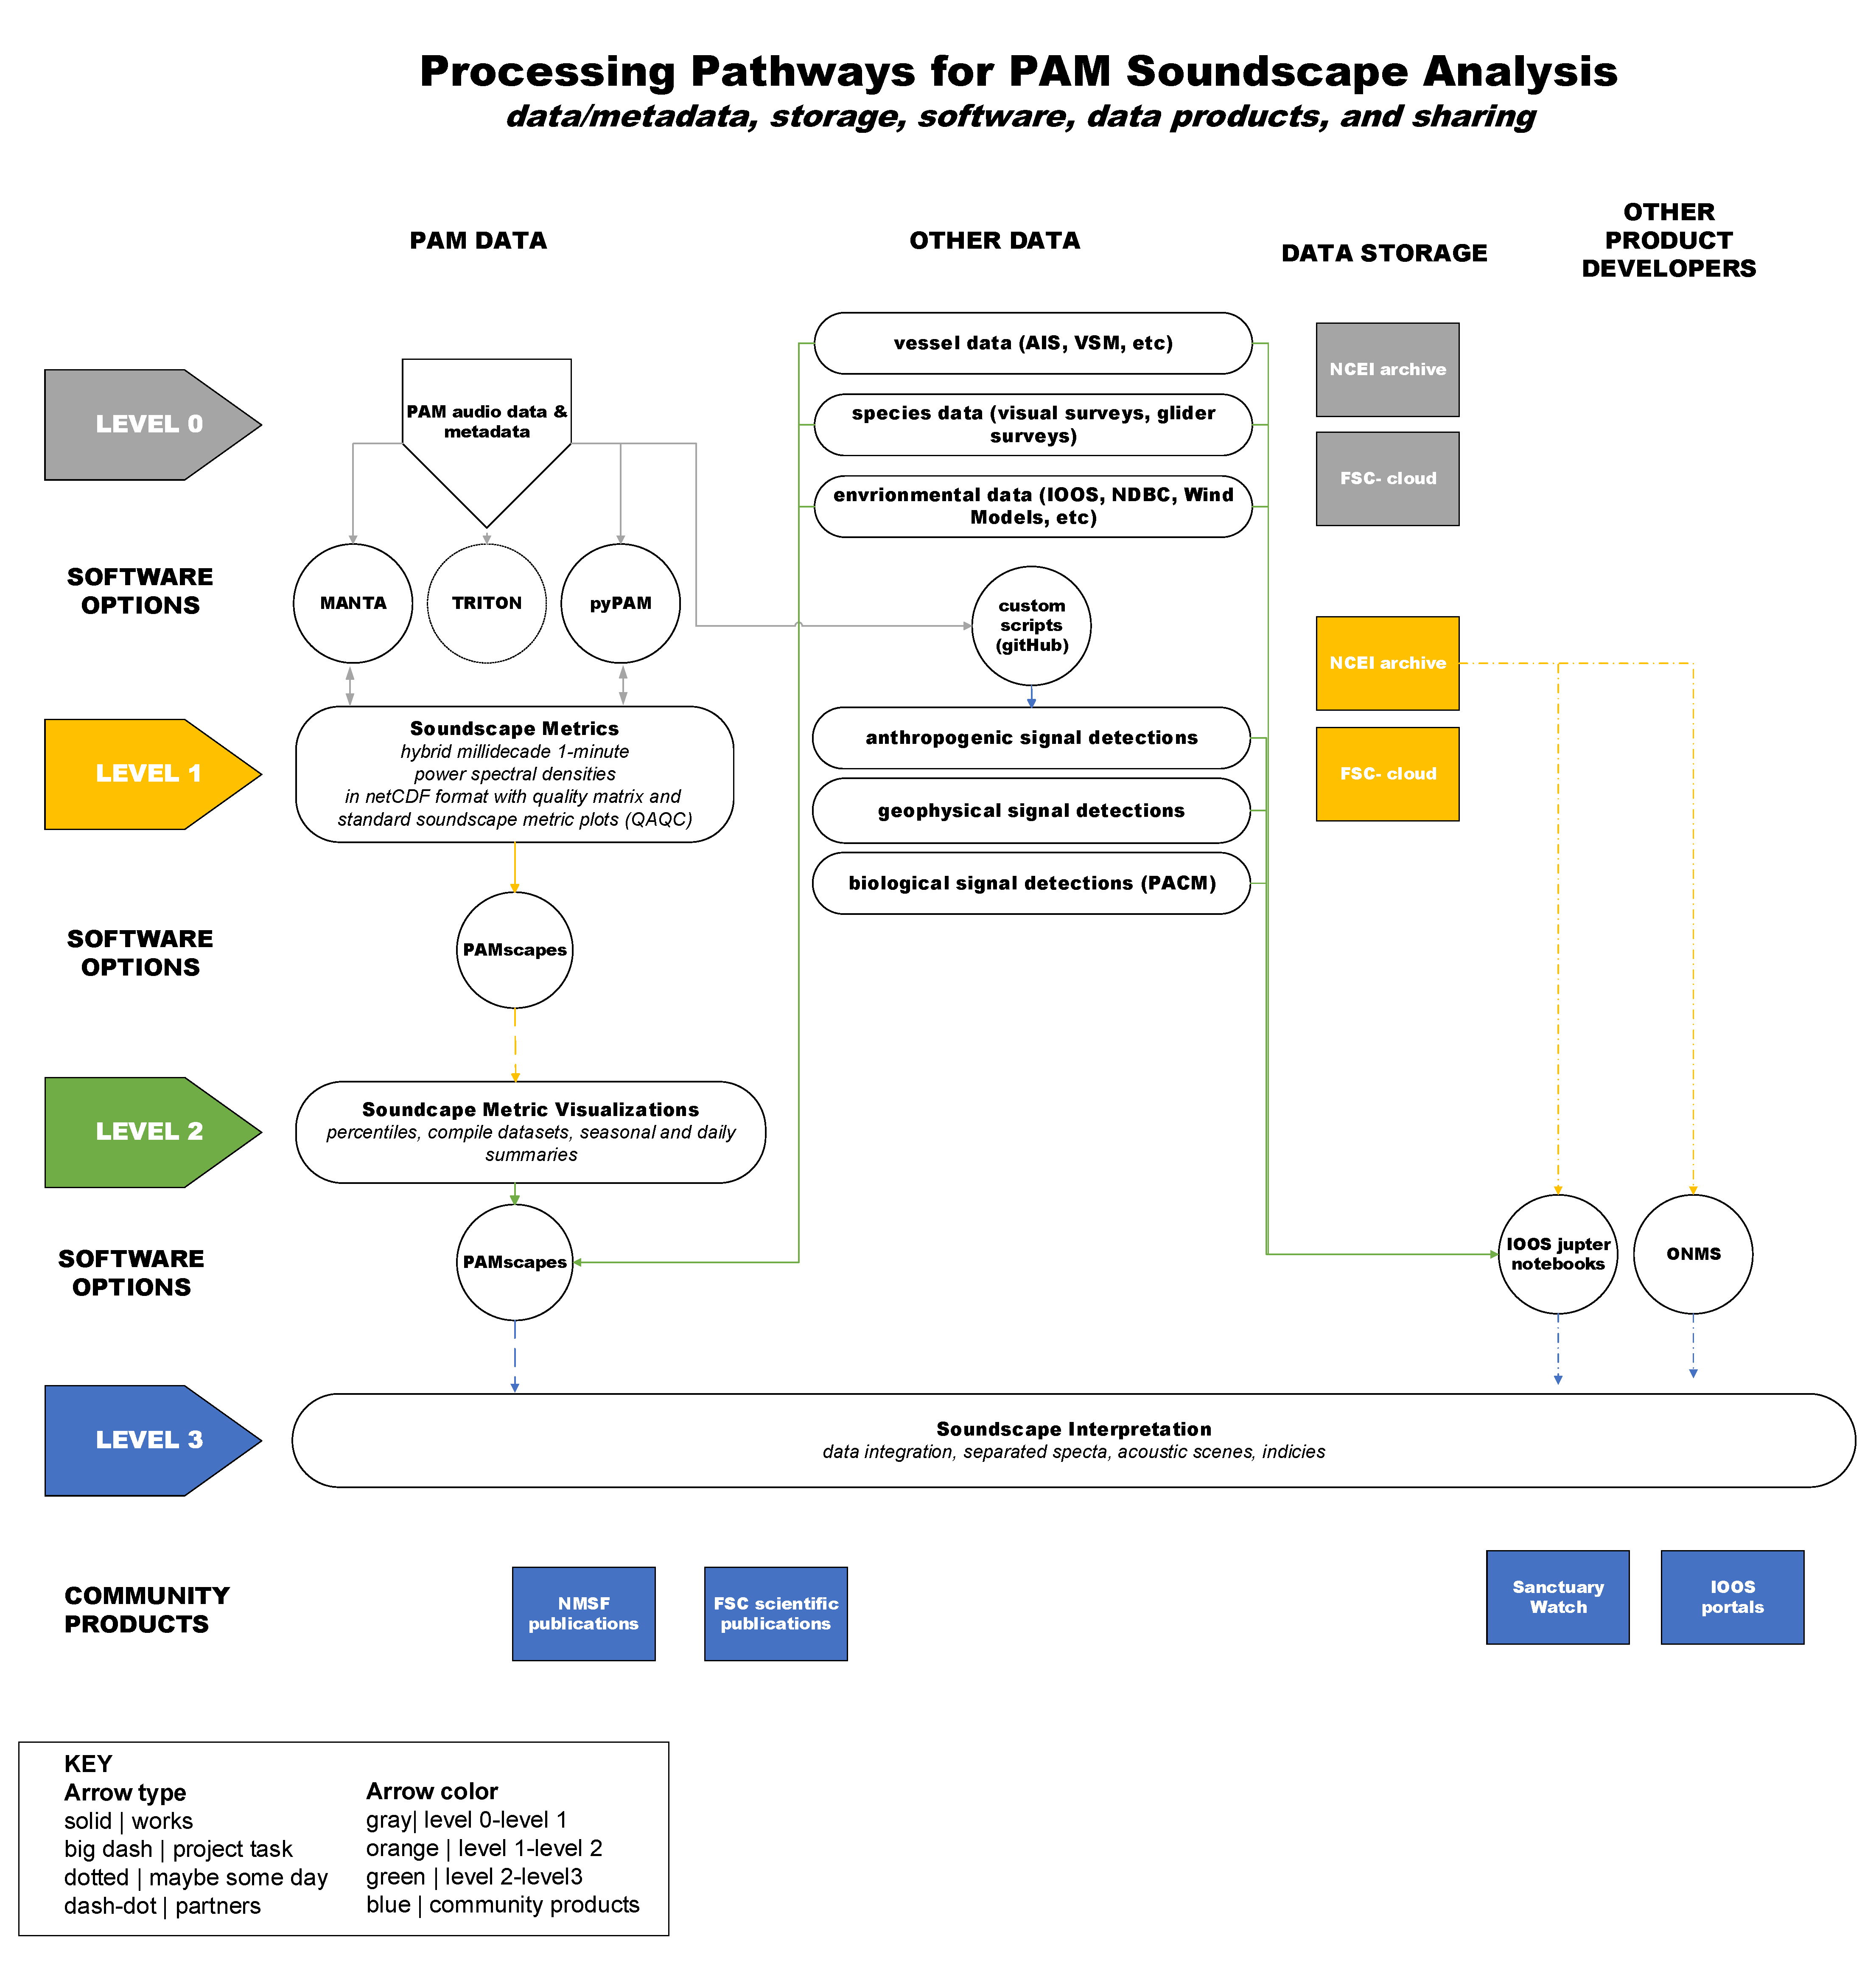 Processing Pathways for PAM Soundscape Analysis
data/metadata, storage, software, data products, and sharing
PAM DATA
OTHER DATA
DATA STORAGE
OTHER
PRODUCT
DEVELOPERS
LEVEL 0
PAM audio data &
metadata
vessel data (AIS, VSM, etc)
species data (visual surveys, glider
surveys)
envrionmental data (IOOS, NDBC, Wind
Models, etc)
NCEI archive
FSC- cloud
SOFTWARE
OPTIONS
MANTA
TRITON
pyPAM
custom
scripts
(gitHub)
NCEI archive
FSC- cloud
LEVEL 1
Soundscape Metrics
hybrid millidecade 1-minute
power spectral densities
in netCDF format with quality matrix and
standard soundscape metric plots (QAQC)
anthropogenic signal detections
geophysical signal detections
biological signal detections (PACM)
SOFTWARE
OPTIONS
PAMscapes
LEVEL 2
Soundcape Metric Visualizations
percentiles, compile datasets, seasonal and daily
summaries
SOFTWARE
OPTIONS
PAMscapes
IOOS jupter
notebooks
ONMS
LEVEL 3
Soundscape Interpretation
data integration, separated specta, acoustic scenes, indicies
COMMUNITY
PRODUCTS
NMSF
publications
FSC scientific
publications
Sanctuary
Watch
IOOS
portals
KEY
Arrow type
solid | works
big dash | project task
dotted | maybe some day
dash-dot | partners
Arrow color
gray| level 0-level 1
orange | level 1-level 2
green | level 2-level3
blue | community products